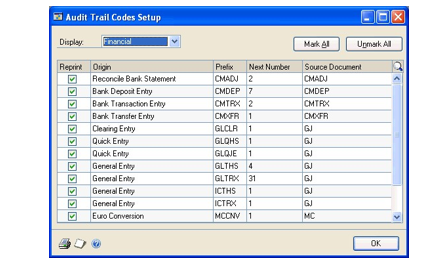 Audit Trail Codes Setup
Display: Financial
Mark All Unmark All
Reprint Origin Prefix Next Number Source Document
Reconcile Bank Statement CMADJ 2 CMADJ
Bank Deposit Entry CMDEP 7 CMDEP
Bank Transaction Entry CMTRX 2 CMTRX
Bank Transfer Entry CMXFR 1 CMXFR
Clearing Entry GLCLR 1 GJ
Quick Entry GLQHS 1 GJ
Quick Entry GLQJE 1 GJ
General Entry GLTHS 4 GJ
General Entry GLTRX 31 GJ
General Entry ICTHS 1 GJ
General Entry ICTRX 1 GJ
Euro Conversion MCCNV 1 MC
OK